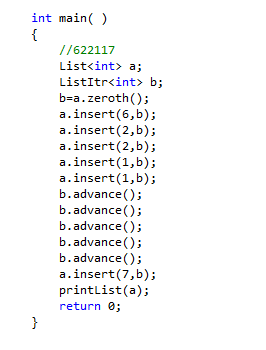 int main( )
{
//622117
List<int> a;
ListItr<int> b;
b=a.zeroth();
a.insert(6,b);
a.insert(2,b);
a.insert(2,b);
a.insert(1,b);
a.insert(1,b);
b.advance();
b.advance();
b.advance();
b.advance();
b.advance();
a.insert(7,b);
printList(a);
return 0;
}